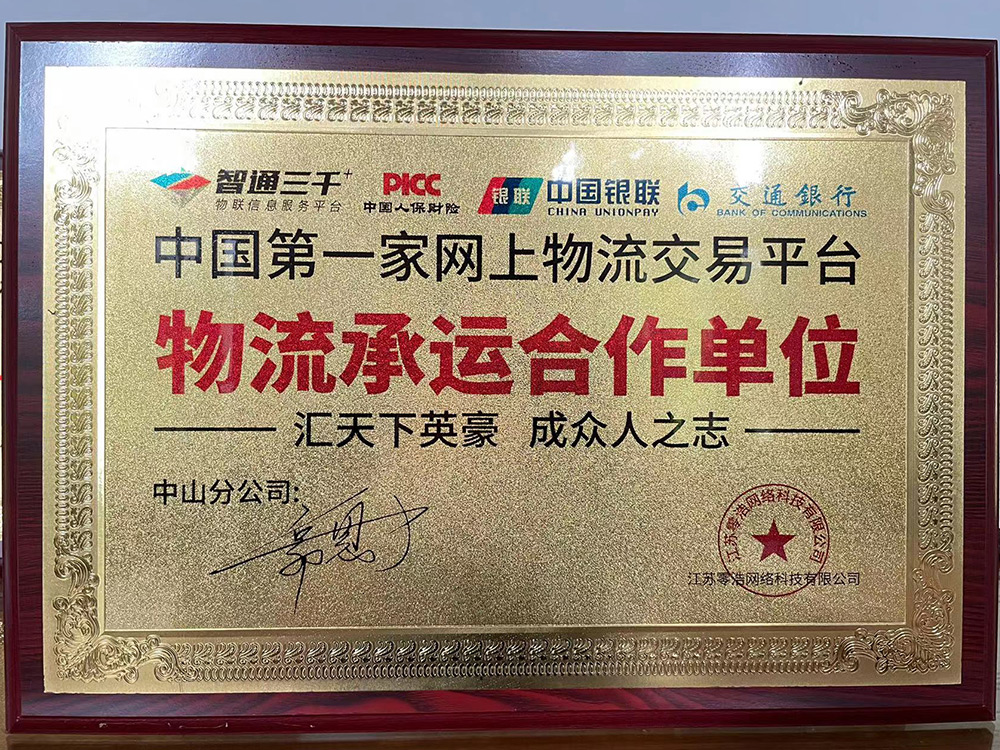 智通三千+
物联信息服务平台
PICC
中国人保财险
银联
中国银联
CHINA UNIONPAY
交通銀行
BANK OF COMMUNICATIONS
中国第一家网上物流交易平台
物流承运合作单位
汇天下英豪 成众人之志
中山分公司:
江苏零浩网络科技有限公司
江苏零浩网络科技有限公司